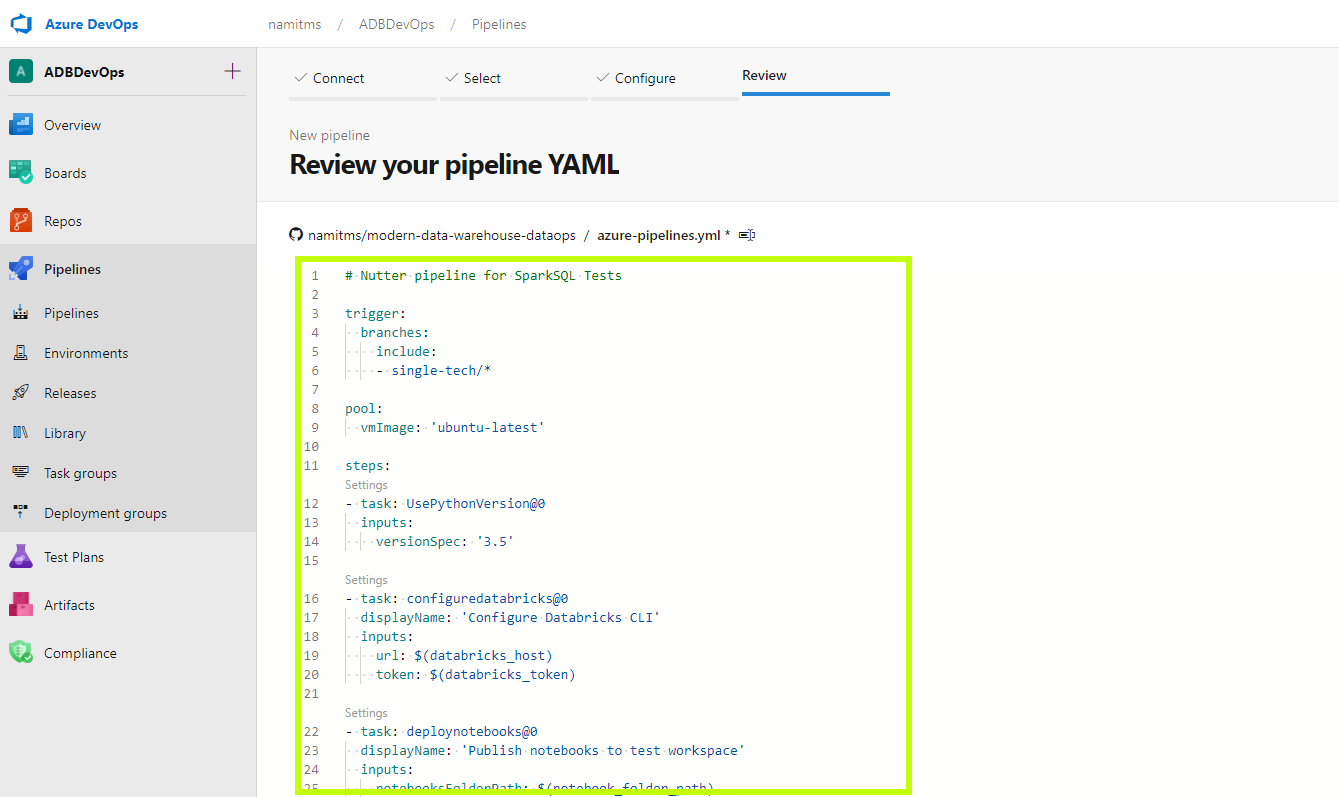 Azure DevOps
namitms / ADBDevOps / Pipelines
A ADBDevOps
Overview
Boards
Repos
Pipelines
Pipelines
Environments
Releases
Library
Task groups
Deployment groups
Test Plans
Artifacts
Compliance
Connect
Select
Configure
Review
New pipeline
Review your pipeline YAML
namitms/modern-data-warehouse-dataops / azure-pipelines.yml *
1 # Nutter pipeline for SparkSQL Tests
2
3 trigger:
4   branches:
5     include:
6     - single-tech/*
7
8 pool:
9   vmImage: 'ubuntu-latest'
10
11 steps:
Settings
12 - task: UsePythonVersion@0
13   inputs:
14     versionSpec: '3.5'
15
Settings
16 - task: configuredatabricks@0
17   displayName: 'Configure Databricks CLI'
18   inputs:
19     url: $(databricks_host)
20     token: $(databricks_token)
21
Settings
22 - task: deploynotebooks@0
23   displayName: 'Publish notebooks to test workspace'
24   inputs:
25     notebooksFolderPath: $(notebook_folder_path)